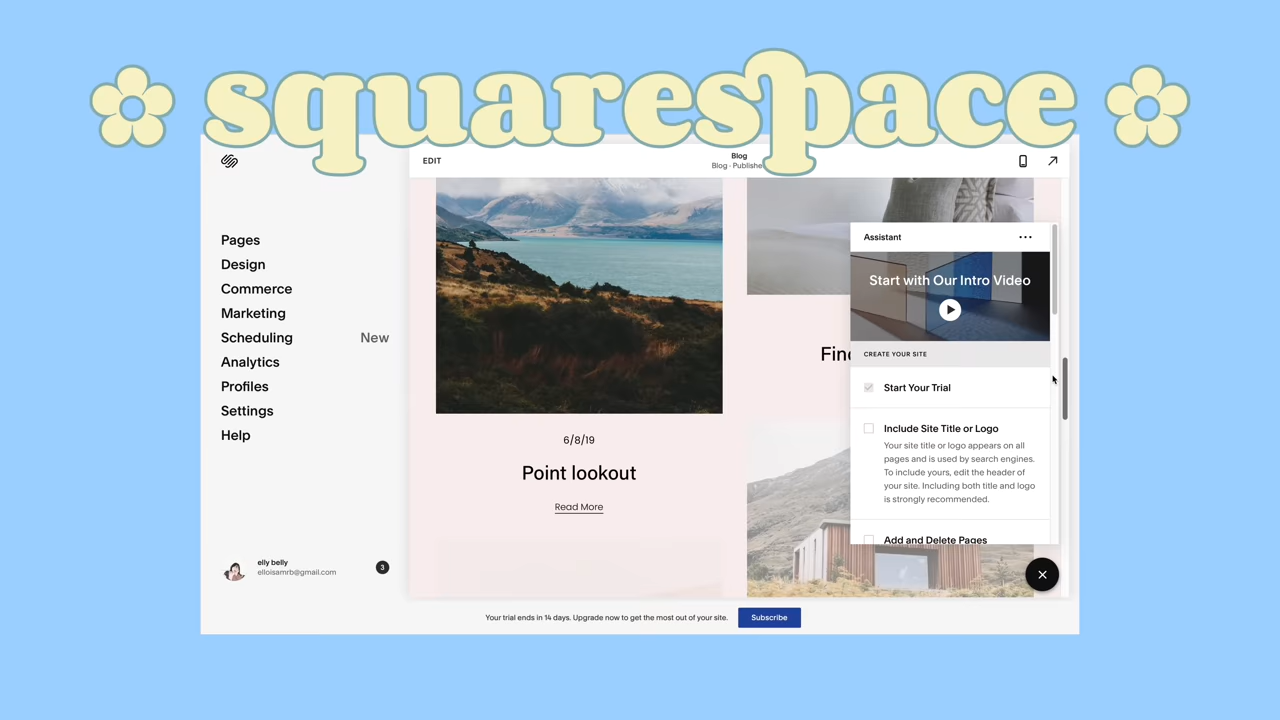 squarespace
EDIT
Blog
Blog · Publishe
Pages
Design
Commerce
Marketing
Scheduling New
Analytics
Profiles
Settings
Help
elly belly
elloisamrb@gmail.com
3
6/8/19
Point lookout
Read More
Assistant
Start with Our Intro Video
CREATE YOUR SITE
Start Your Trial
Include Site Title or Logo
Your site title or logo appears on all
pages and is used by search engines.
To include yours, edit the header of
your site. Including both title and logo
is strongly recommended.
Add and Delete Pages
Your trial ends in 14 days. Upgrade now to get the most out of your site.
Subscribe